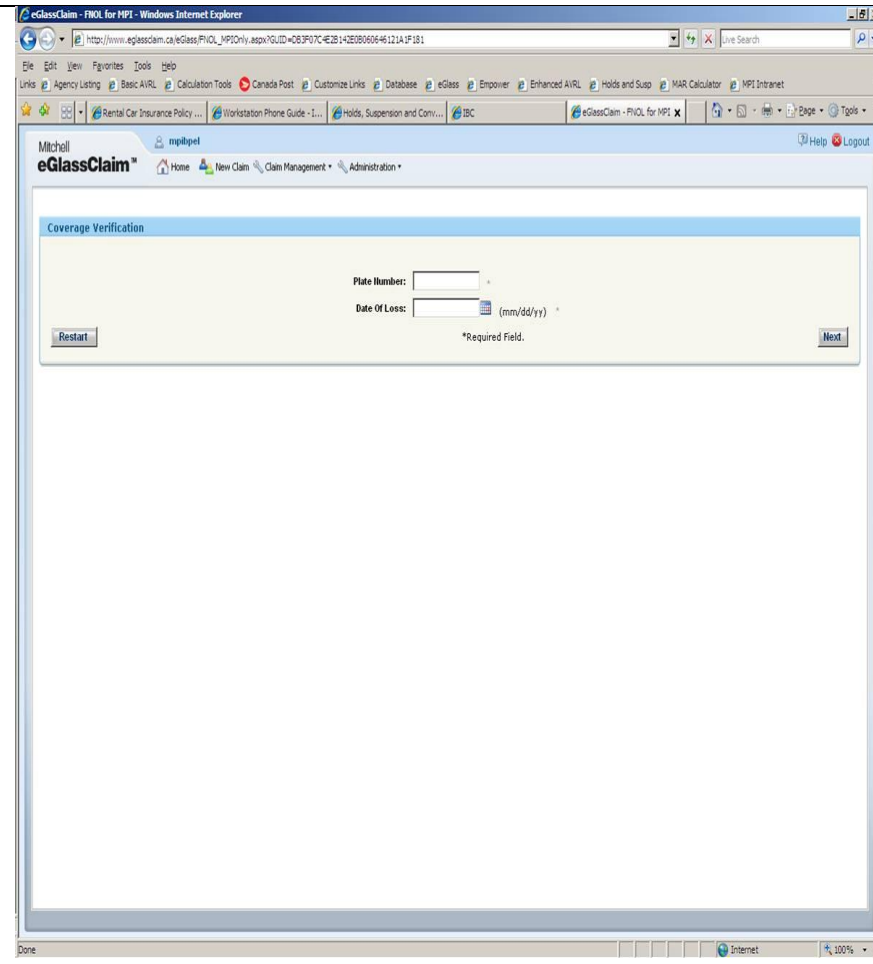 eGlassClaim - FNOL for MPI - Windows Internet Explorer
http://www.eglassclaim.ca/eGlass/FNOL_MPIOnly.aspx?GUID=DB3F07C4E2B142E0B060646121A1F181
Live Search
File Edit View Favorites Tools Help
Links Agency Listing Basic AVRL Calculation Tools Canada Post Customize Links Database eGlass Empower Enhanced AVRL Holds and Susp MAR Calculator MPI Intranet
Rental Car Insurance Policy ... Workstation Phone Guide - I... Holds, Suspension and Conv... IBC eGlassClaim - FNOL for MPI X Page Tools
Mitchell mpibpel Help Logout
eGlassClaim™ Home New Claim Claim Management Administration
Coverage Verification
Plate Number: *
Date Of Loss: (mm/dd/yy) *
Restart *Required Field. Next
Done Internet 100%